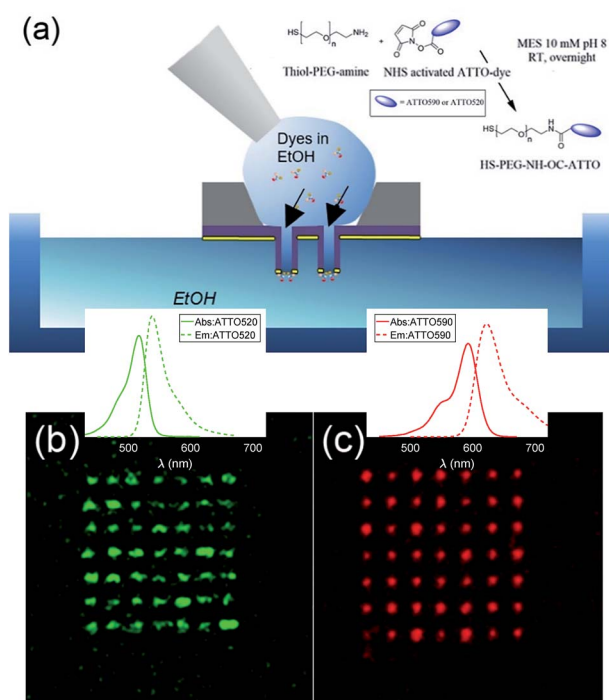 (a)
HS
O
n
NH₂
+
O
N
O
O
O
MES 10 mM pH 8
RT, overnight
Thiol-PEG-amine
NHS activated ATTO-dye
= ATTO590 or ATTO520
HS
O
n
H
N
O
HS-PEG-NH-OC-ATTO
Dyes in
EtOH
EtOH
Abs:ATTO520
Em:ATTO520
Abs:ATTO590
Em:ATTO590
500 600 700
λ (nm)
500 600 700
λ (nm)
(b)
(c)